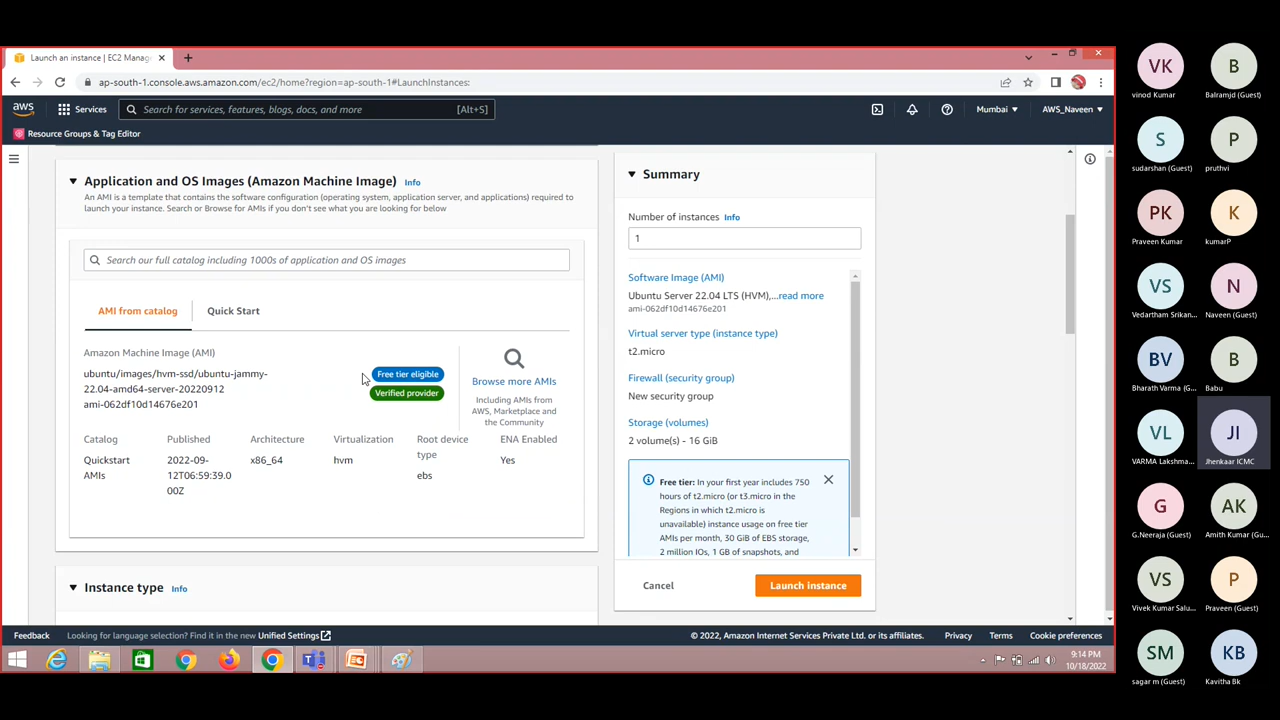 Launch an instance | EC2 Manag
ap-south-1.console.aws.amazon.com/ec2/home?region=ap-south-1#LaunchInstances:
aws
Services
Search for services, features, blogs, docs, and more
[Alt+S]
Mumbai
AWS_Naveen
Resource Groups & Tag Editor
Application and OS Images (Amazon Machine Image) Info
An AMI is a template that contains the software configuration (operating system, application server, and applications) required to
launch your instance. Search or Browse for AMIs if you don't see what you are looking for below
Search our full catalog including 1000s of application and OS images
AMI from catalog
Quick Start
Amazon Machine Image (AMI)
ubuntu/images/hvm-ssd/ubuntu-jammy-
22.04-amd64-server-20220912
ami-062df10d14676e201
Free tier eligible
Verified provider
Browse more AMIs
Including AMIs from
AWS, Marketplace and
the Community
Catalog
Quickstart
AMIs
Published
2022-09-
12T06:59:39.0
00Z
Architecture
x86_64
Virtualization
hvm
Root device
type
ebs
ENA Enabled
Yes
Instance type Info
Summary
Number of instances Info
1
Software Image (AMI)
Ubuntu Server 22.04 LTS (HVM),...read more
ami-062df10d14676e201
Virtual server type (instance type)
t2.micro
Firewall (security group)
New security group
Storage (volumes)
2 volume(s) - 16 GiB
Free tier: In your first year includes 750
hours of t2.micro (or t3.micro in the
Regions in which t2.micro is
unavailable) instance usage on free tier
AMIs per month, 30 GiB of EBS storage,
2 million IOs, 1 GB of snapshots, and
Cancel
Launch instance
Feedback
Looking for language selection? Find it in the new Unified Settings
© 2022, Amazon Internet Services Private Ltd. or its affiliates.
Privacy
Terms
Cookie preferences
9:14 PM
10/18/2022
VK
vinod Kumar
B
Balramjd (Guest)
S
sudarshan (Guest)
P
pruthvi
PK
Praveen Kumar
K
kumarP
VS
Vedartham Srikan...
N
Naveen (Guest)
BV
Bharath Varma (G...
B
Babu
VL
VARMA Lakshma...
JI
Jhenkaar ICMC
G
G.Neeraja (Guest)
AK
Amith Kumar (Gu...
VS
Vivek Kumar Salu...
P
Praveen (Guest)
SM
sagar m (Guest)
KB
Kavitha Bk